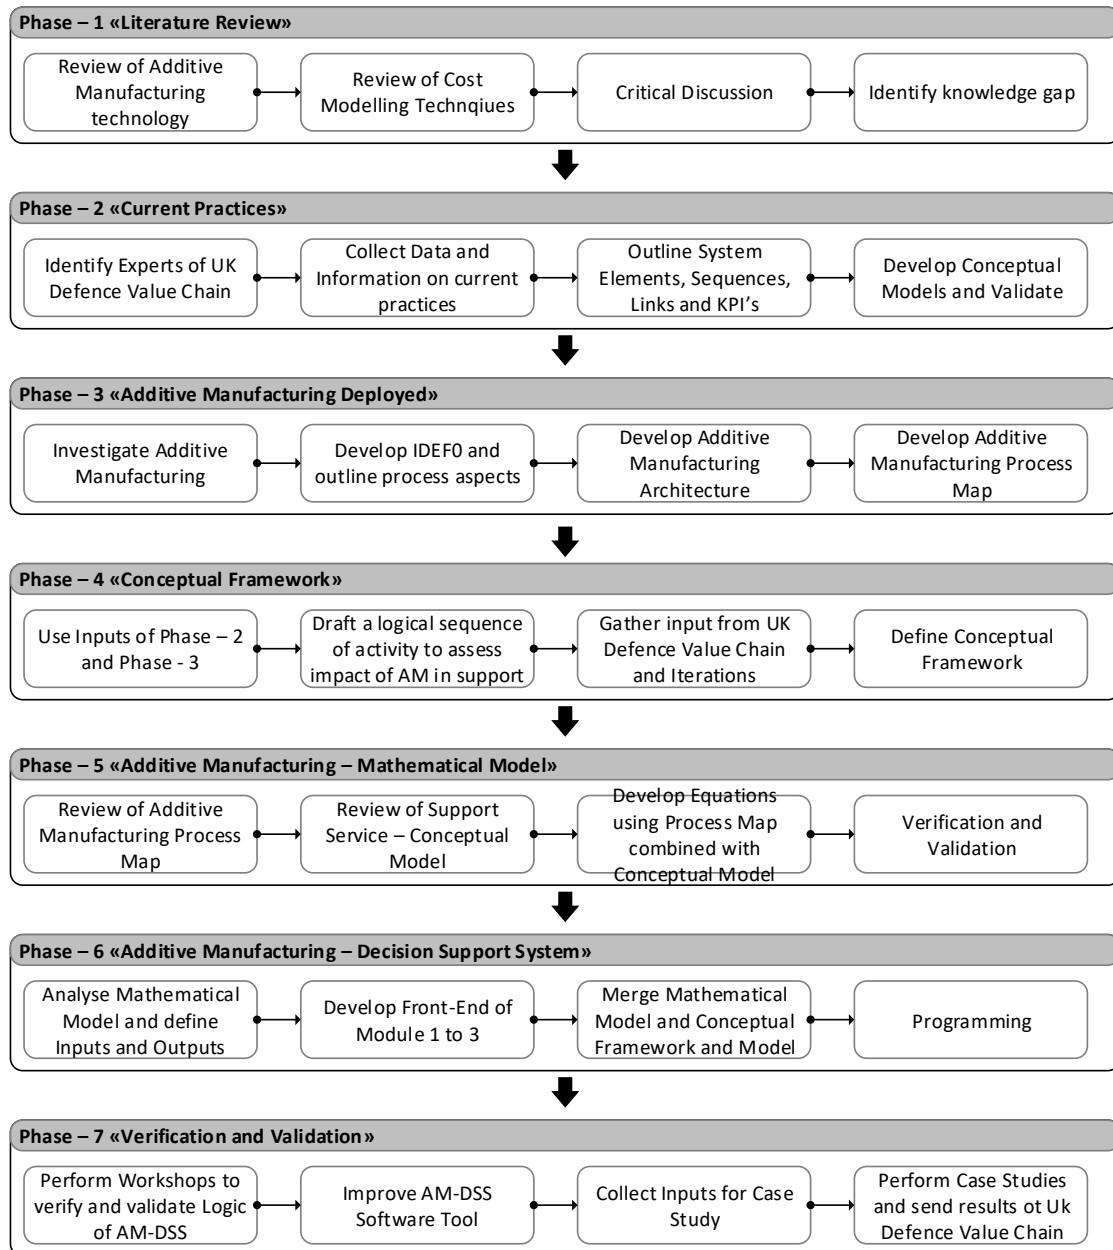 Phase – 1 «Literature Review»
Review of Additive
Manufacturing
technology
Review of Cost
Modelling Technqiues
Critical Discussion
Identify knowledge gap
Phase – 2 «Current Practices»
Identify Experts of UK
Defence Value Chain
Collect Data and
Information on current
practices
Outline System
Elements, Sequences,
Links and KPI’s
Develop Conceptual
Models and Validate
Phase – 3 «Additive Manufacturing Deployed»
Investigate Additive
Manufacturing
Develop IDEF0 and
outline process aspects
Develop Additive
Manufacturing
Architecture
Develop Additive
Manufacturing Process
Map
Phase – 4 «Conceptual Framework»
Use Inputs of Phase – 2
and Phase - 3
Draft a logical sequence
of activity to assess
impact of AM in support
Gather input from UK
Defence Value Chain
and Iterations
Define Conceptual
Framework
Phase – 5 «Additive Manufacturing – Mathematical Model»
Review of Additive
Manufacturing Process
Map
Review of Support
Service – Conceptual
Model
Develop Equations
using Process Map
combined with
Conceptual Model
Verification and
Validation
Phase – 6 «Additive Manufacturing – Decision Support System»
Analyse Mathematical
Model and define
Inputs and Outputs
Develop Front-End of
Module 1 to 3
Merge Mathematical
Model and Conceptual
Framework and Model
Programming
Phase – 7 «Verification and Validation»
Perform Workshops to
verify and validate Logic
of AM-DSS
Improve AM-DSS
Software Tool
Collect Inputs for Case
Study
Perform Case Studies
and send results ot Uk
Defence Value Chain